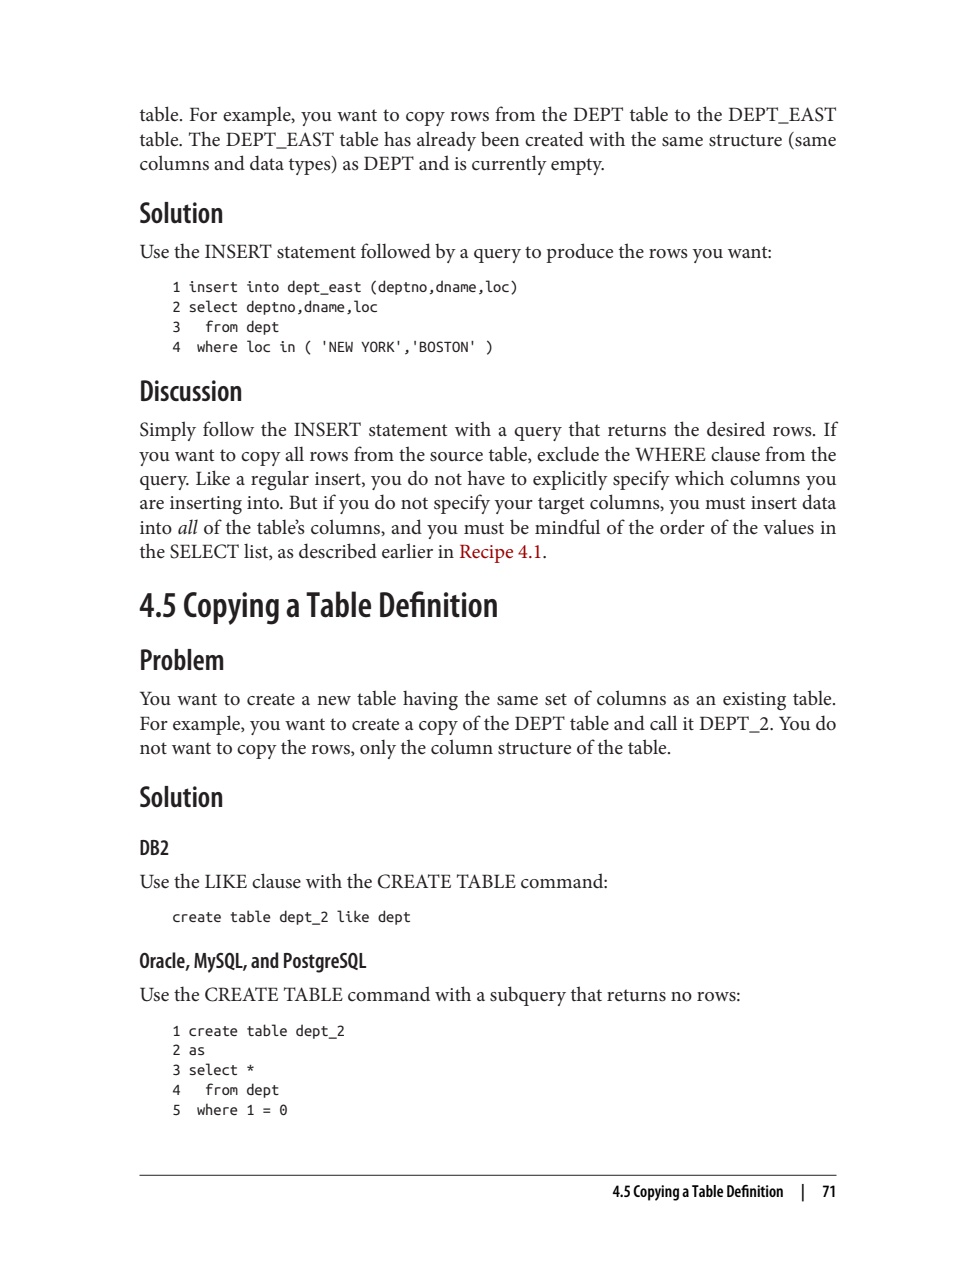 table. For example, you want to copy rows from the DEPT table to the DEPT_EAST
table. The DEPT_EAST table has already been created with the same structure (same
columns and data types) as DEPT and is currently empty.
Solution
Use the INSERT statement followed by a query to produce the rows you want:
1 insert into dept_east (deptno,dname,loc)
2 select deptno,dname,loc
3   from dept
4  where loc in ( 'NEW YORK','BOSTON' )
Discussion
Simply follow the INSERT statement with a query that returns the desired rows. If
you want to copy all rows from the source table, exclude the WHERE clause from the
query. Like a regular insert, you do not have to explicitly specify which columns you
are inserting into. But if you do not specify your target columns, you must insert data
into all of the table’s columns, and you must be mindful of the order of the values in
the SELECT list, as described earlier in Recipe 4.1.
4.5 Copying a Table Definition
Problem
You want to create a new table having the same set of columns as an existing table.
For example, you want to create a copy of the DEPT table and call it DEPT_2. You do
not want to copy the rows, only the column structure of the table.
Solution
DB2
Use the LIKE clause with the CREATE TABLE command:
create table dept_2 like dept
Oracle, MySQL, and PostgreSQL
Use the CREATE TABLE command with a subquery that returns no rows:
1 create table dept_2
2 as
3 select *
4   from dept
5  where 1 = 0
4.5 Copying a Table Definition | 71